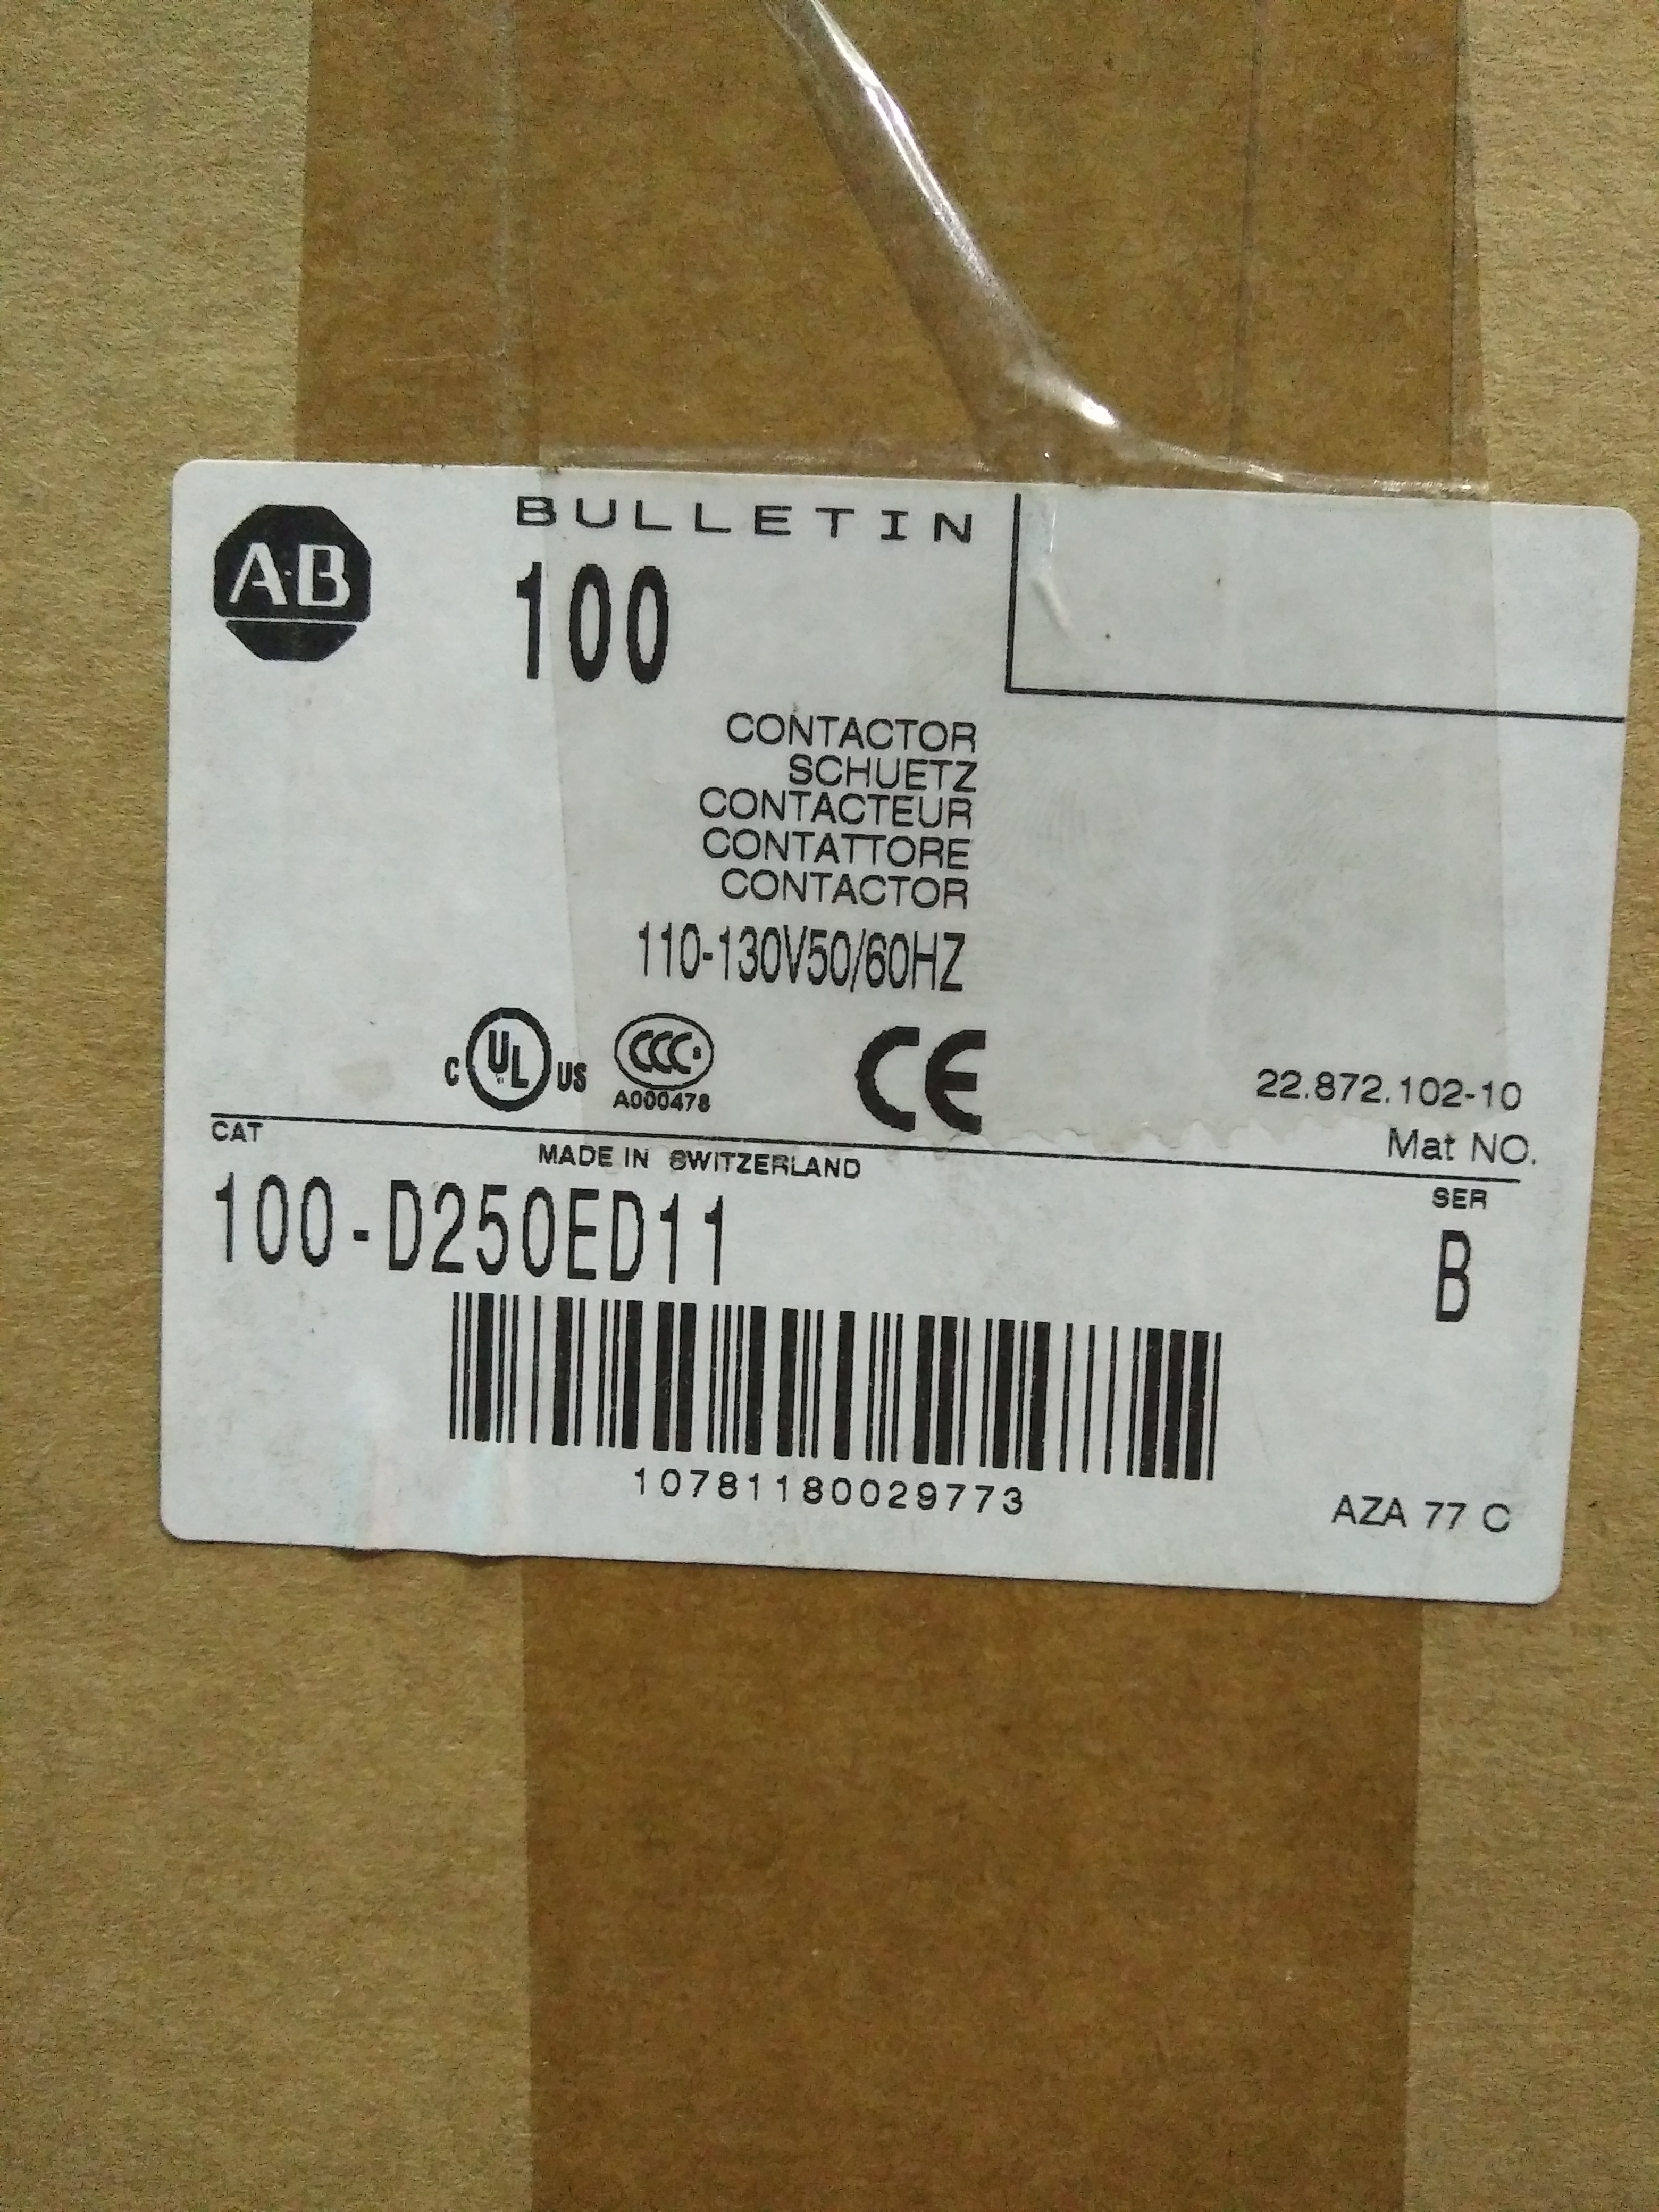 A-B
BULLETIN
100
CONTACTOR
SCHUETZ
CONTACTEUR
CONTATTORE
CONTACTOR
110-130V50/60HZ
C UL US CCC CE
A000478
22.872.102-10
Mat NO.
CAT
MADE IN SWITZERLAND
SER
100-D250ED11
B
10781180029773
AZA 77 C